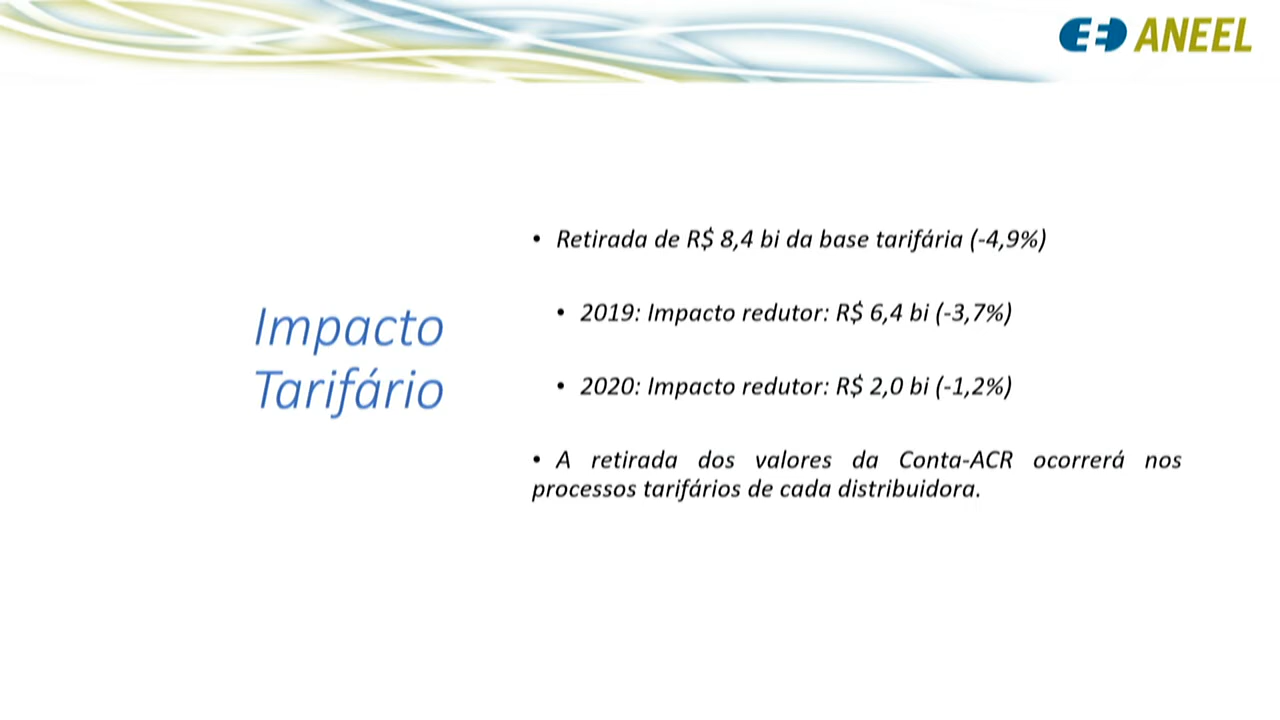 ANEEL
Impacto
Tarifário
• Retirada de R$ 8,4 bi da base tarifária (-4,9%)
• 2019: Impacto redutor: R$ 6,4 bi (-3,7%)
• 2020: Impacto redutor: R$ 2,0 bi (-1,2%)
• A retirada dos valores da Conta-ACR ocorrerá nos
processos tarifários de cada distribuidora.